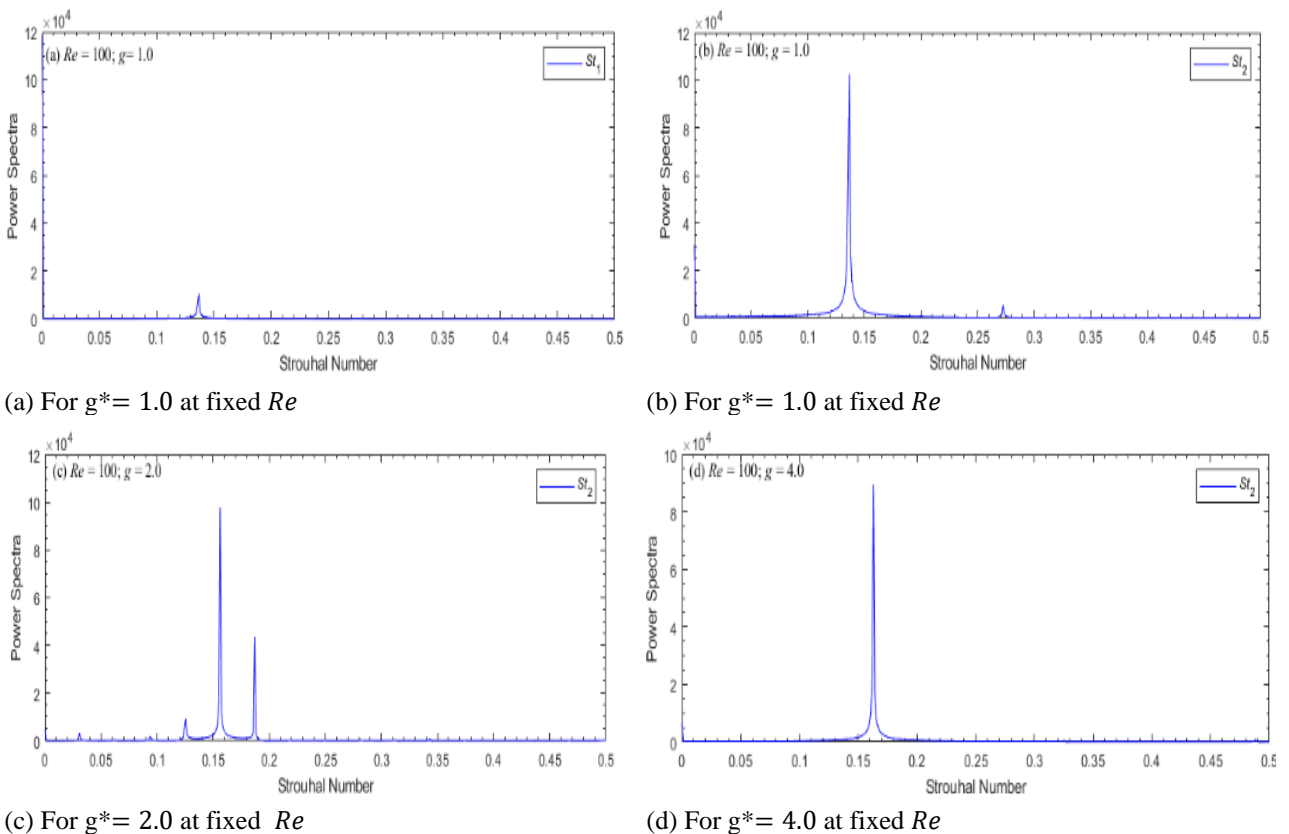 ×10⁴
(a) Re = 100; g= 1.0
St₁
12
10
8
6
4
2
0
Power Spectra
0 0.05 0.1 0.15 0.2 0.25 0.3 0.35 0.4 0.45 0.5
Strouhal Number
×10⁴
(b) Re = 100; g = 1.0
St₂
12
10
8
6
4
2
0
Power Spectra
0 0.05 0.1 0.15 0.2 0.25 0.3 0.35 0.4 0.45 0.5
Strouhal Number
(a) For g*= 1.0 at fixed Re
(b) For g*= 1.0 at fixed Re
×10⁴
(c) Re = 100; g = 2.0
St₂
12
10
8
6
4
2
0
Power Spectra
0 0.05 0.1 0.15 0.2 0.25 0.3 0.35 0.4 0.45 0.5
Strouhal Number
×10⁴
(d) Re = 100; g = 4.0
St₂
10
8
6
4
2
0
Power Spectra
0 0.05 0.1 0.15 0.2 0.25 0.3 0.35 0.4 0.45 0.5
Strouhal Number
(c) For g*= 2.0 at fixed Re
(d) For g*= 4.0 at fixed Re